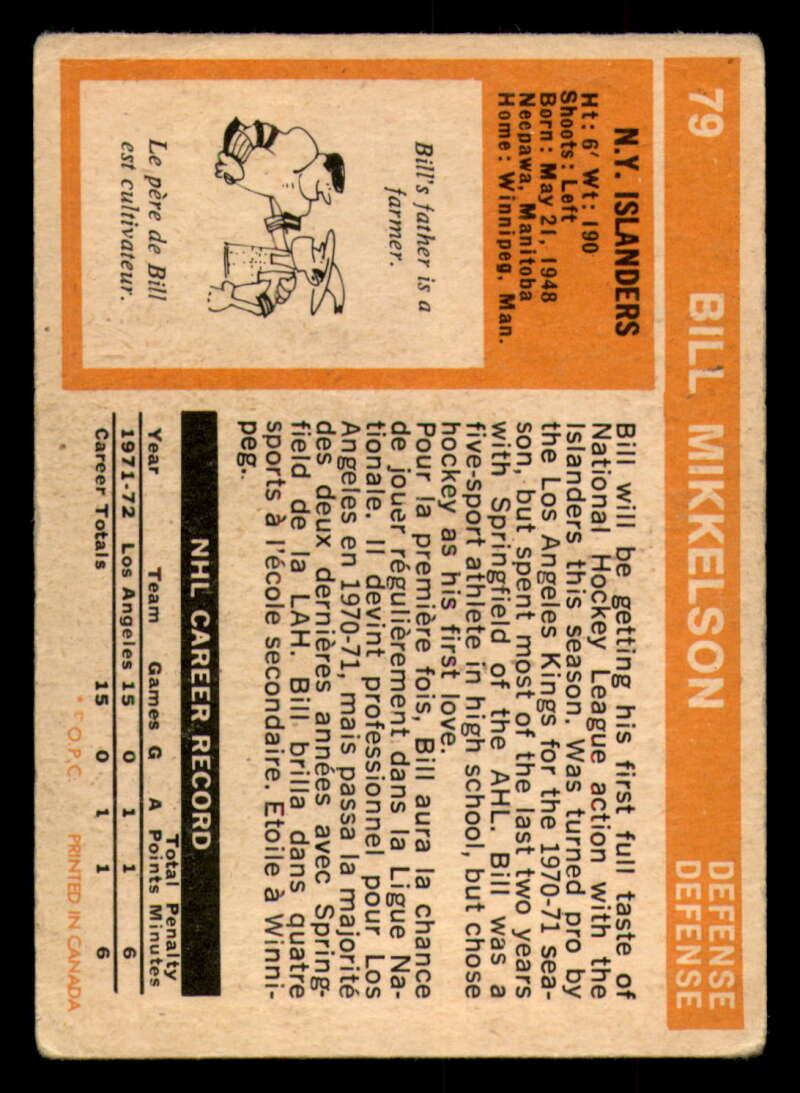 79 BILL MIKKELSON DEFENSE
DEFENSE
N.Y. ISLANDERS
Ht: 6' Wt: 190
Shoots: Left
Born: May 21, 1948
Neepawa, Manitoba
Home: Winnipeg, Man.
Bill's father is a
farmer.
Le père de Bill
est cultivateur.
Bill will be getting his first full taste of
National Hockey League action with the
Islanders this season. Was turned pro by
the Los Angeles Kings for the 1970-71 sea-
son, but spent most of the last two years
with Springfield of the AHL. Bill was a
five-sport athlete in high school, but chose
hockey as his first love.
Pour la première fois, Bill aura la chance
de jouer régulièrement dans la Ligue Na-
tionale. Il devint professionnel pour Los
Angeles en 1970-71, mais passa la majorité
des deux dernières années avec Spring-
field de la LAH. Bill brilla dans quatre
sports à l'école secondaire. Etoile à Winni-
peg.
NHL CAREER RECORD
Total Penalty
Year Team Games G A Points Minutes
1971-72 Los Angeles 15 0 1 1 6
Career Totals 15 0 1 1 6
* O.P.C. PRINTED IN CANADA